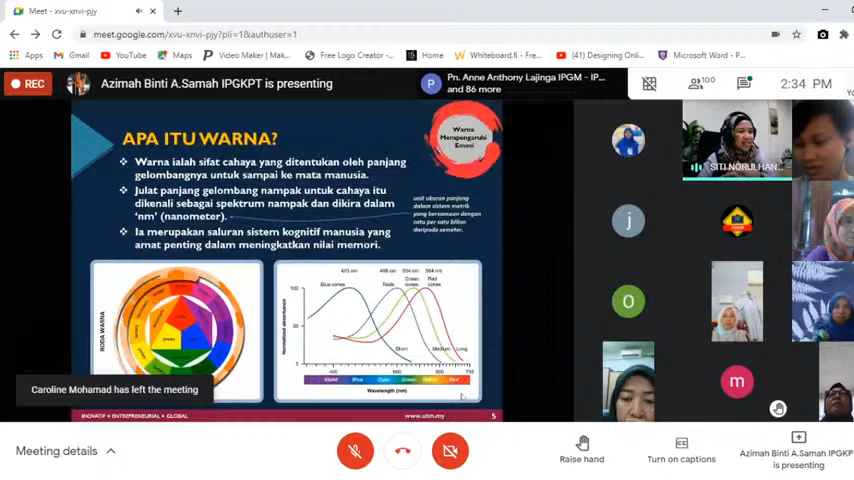 Meet - xvu-xnvi-pjy
meet.google.com/xvu-xnvi-pjy?pli=1&authuser=1
Apps
Gmail
YouTube
Maps
Video Maker | Mak...
Free Logo Creator -...
Home
Whiteboard.fi - Fre...
(41) Designing Onli...
Microsoft Word - P...
REC
Azimah Binti A.Samah IPGKPT is presenting
P
Pn. Anne Anthony Lajinga IPGM - IP...
and 86 more
100
2:34 PM
APA ITU WARNA?
Warna
Mempengaruhi
Emosi
Warna ialah sifat cahaya yang ditentukan oleh panjang
gelombangnya untuk sampai ke mata manusia.
Julat panjang gelombang nampak untuk cahaya itu
dikenali sebagai spektrum nampak dan dikira dalam
'nm' (nanometer).
unit ukuran panjang
dalam sistem metrik
yang bersamaan dengan
satu per satu bilion
daripada semeter.
Ia merupakan saluran sistem kognitif manusia yang
amat penting dalam meningkatkan nilai memori.
RODA WARNA
420 nm 498 nm 534 nm 564 nm
Blue cones
Rods
Green
cones
Red
cones
Normalized absorbance
100
50
0
Short
Medium
Long
400
500
600
700
Violet Blue Cyan Green Yellow Red
Wavelength (nm)
Caroline Mohamad has left the meeting
INOVATIF • ENTREPRENEURIAL • GLOBAL
www.utm.my
5
SITI NORULHAN...
j
O
m
Meeting details
Raise hand
Turn on captions
Azimah Binti A.Samah IPGKP
is presenting